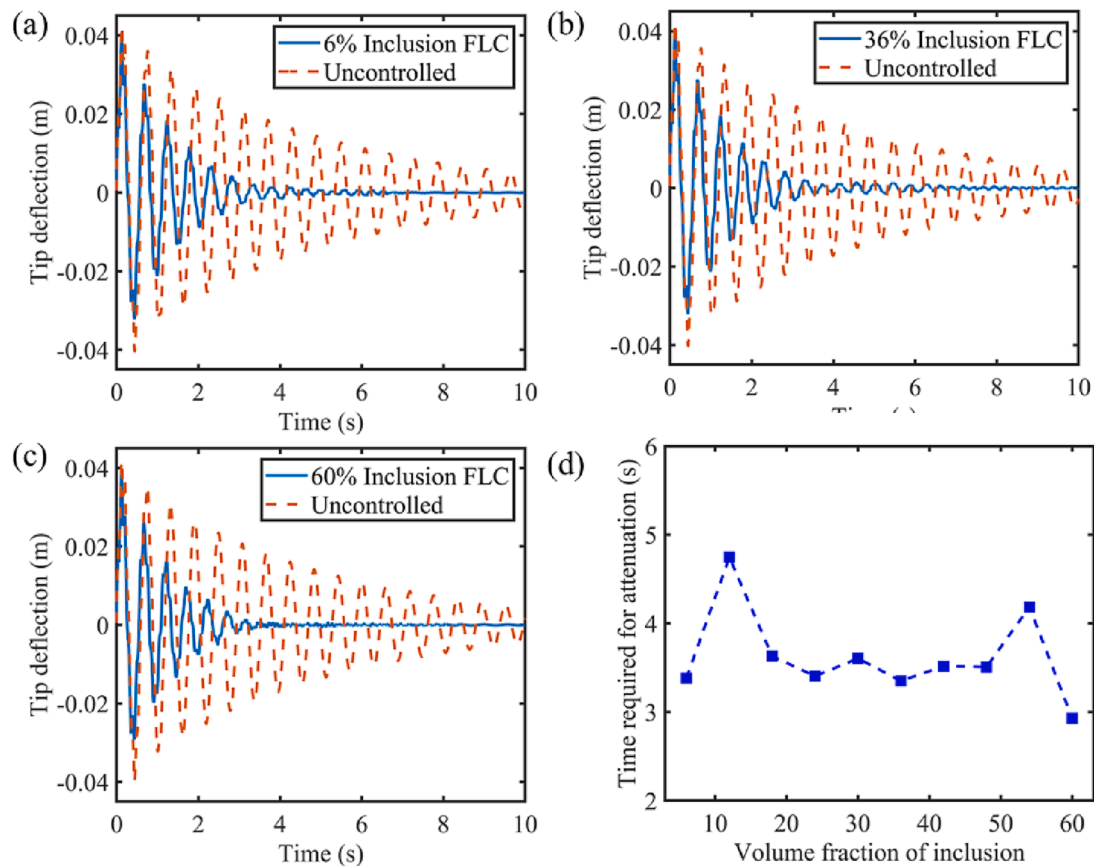 (a)
6% Inclusion FLC
Uncontrolled
Tip deflection (m)
0.04
0.02
0
-0.02
-0.04
0 2 4 6 8 10
Time (s)
(b)
36% Inclusion FLC
Uncontrolled
Tip deflection (m)
0.04
0.02
0
-0.02
-0.04
0 2 4 6 8 10
(c)
60% Inclusion FLC
Uncontrolled
Tip deflection (m)
0.04
0.02
0
-0.02
-0.04
0 2 4 6 8 10
Time (s)
(d)
Time required for attenuation (s)
6
5
4
3
2
10 20 30 40 50 60
Volume fraction of inclusion